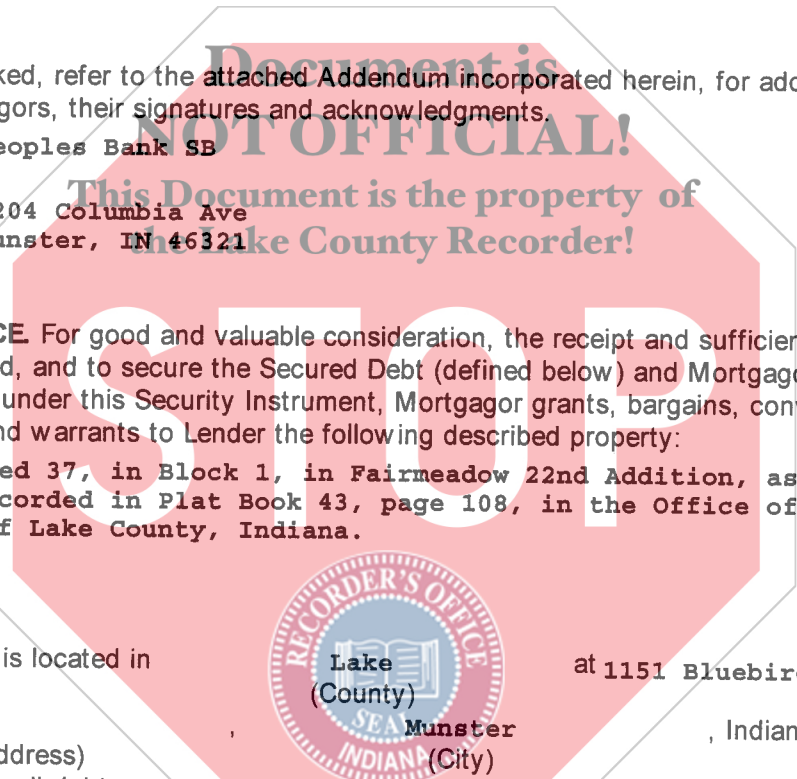 Document is
ked, refer to the attached Addendum incorporated herein, for add
gors, their signatures and acknowledgments.
NOT OFFICIAL!
eoples Bank SB
This Document is the property of
204 Columbia Ave
the Lake County Recorder!
unster, IN 46321
STOP
CE. For good and valuable consideration, the receipt and sufficien
d, and to secure the Secured Debt (defined below) and Mortgago
under this Security Instrument, Mortgagor grants, bargains, conv
nd warrants to Lender the following described property:
ed 37, in Block 1, in Fairmeadow 22nd Addition, as
corded in Plat Book 43, page 108, in the Office of
f Lake County, Indiana.
RECORDER'S OFFICE
is located in Lake at 1151 Bluebir
(County)
SEAL
, Munster , Indian
INDIANA
ddress) (City)